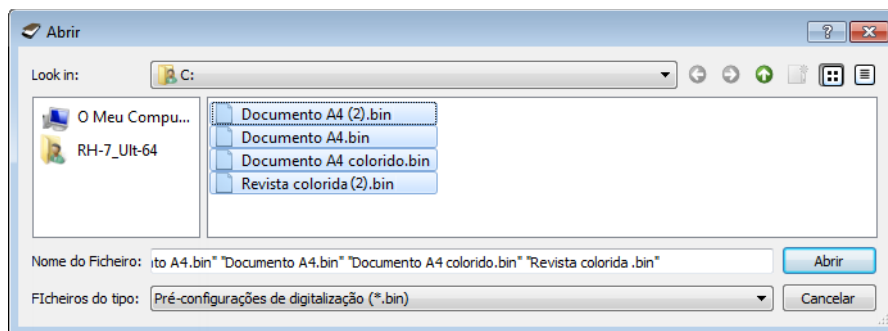 Abrir
Look in: C:
O Meu Compu...
RH-7_Ult-64
Documento A4 (2).bin
Documento A4.bin
Documento A4 colorido.bin
Revista colorida (2).bin
Nome do Ficheiro: to A4.bin" "Documento A4.bin" "Documento A4 colorido.bin" "Revista colorida .bin" Abrir
FIcheiros do tipo: Pré-configurações de digitalização (*.bin) Cancelar